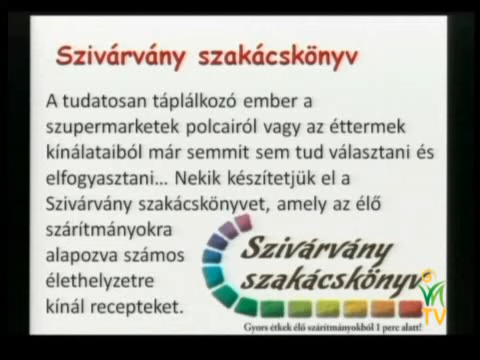 Szivárvány szakácskönyv
A tudatosan táplálkozó ember a
szupermarketek polcairól vagy az éttermek
kínálataiból már semmit sem tud választani és
elfogyasztani... Nekik készítetjük el a
Szivárvány szakácskönyvet, amely az élő
szárítmányokra
alapozva számos
élethelyzetre
kínál recepteket.
Szivárvány
szakácskönyv
Gyors étkek élő szárítmányokból 1 perc alatt!
TV